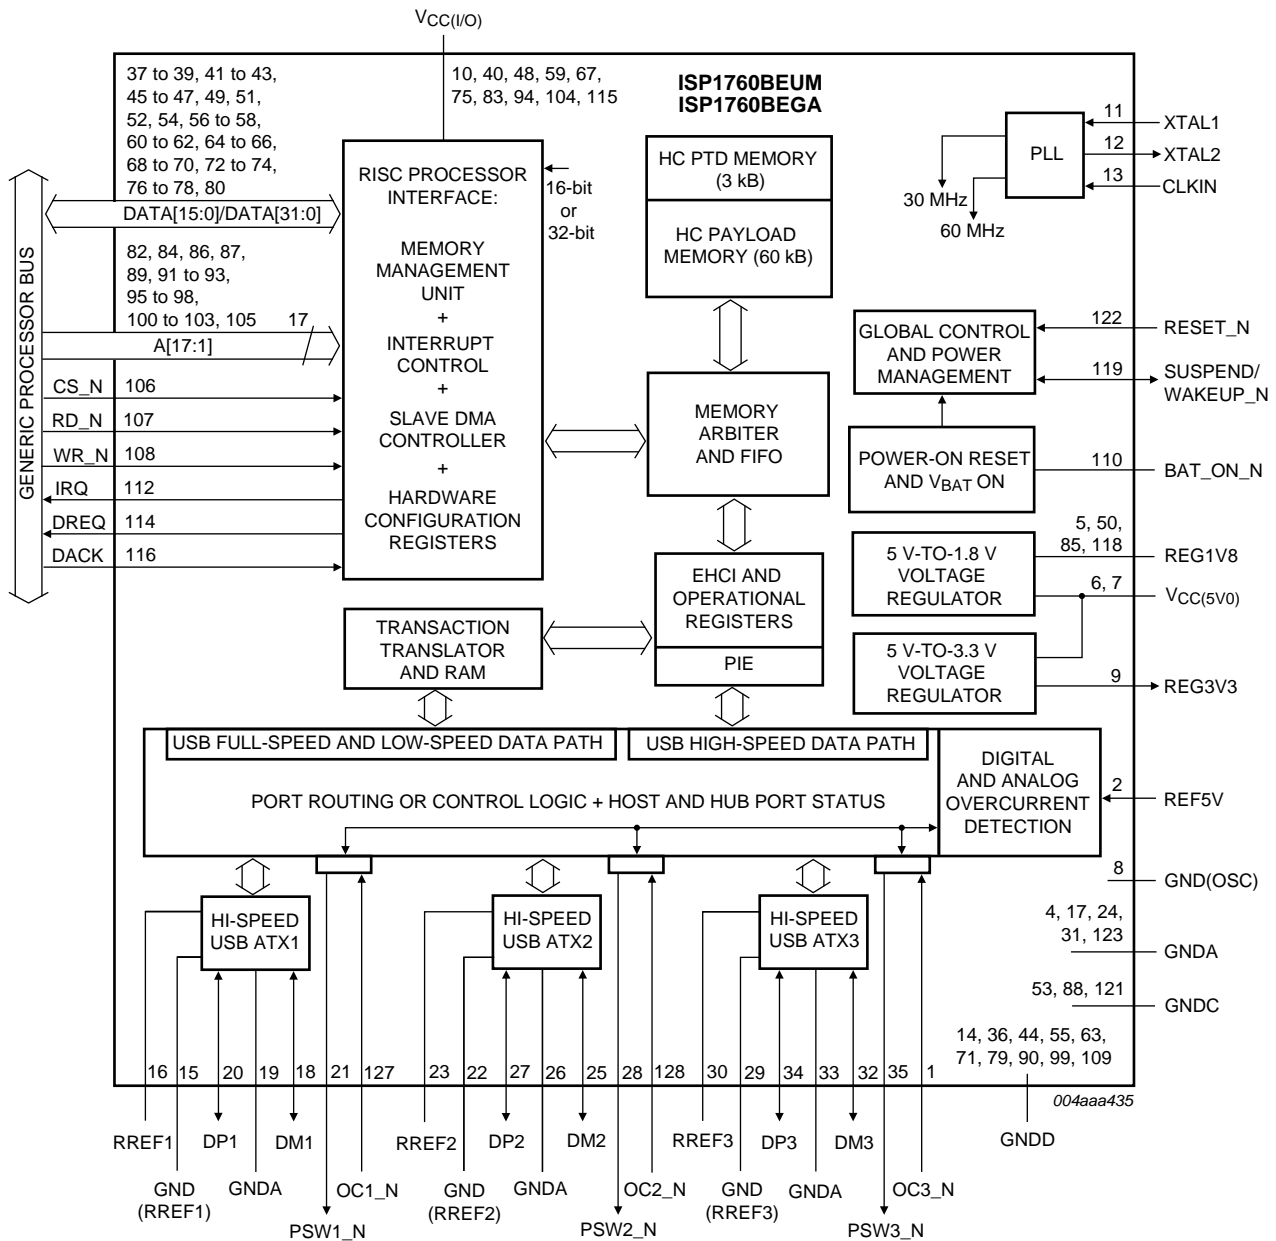 VCC(I/O)
37 to 39, 41 to 43,
45 to 47, 49, 51,
52, 54, 56 to 58,
60 to 62, 64 to 66,
68 to 70, 72 to 74,
76 to 78, 80
DATA[15:0]/DATA[31:0]
10, 40, 48, 59, 67,
75, 83, 94, 104, 115
ISP1760BEUM
ISP1760BEGA
GENERIC PROCESSOR BUS
82, 84, 86, 87,
89, 91 to 93,
95 to 98,
100 to 103, 105
17
A[17:1]
CS_N 106
RD_N 107
WR_N 108
IRQ 112
DREQ 114
DACK 116
RISC PROCESSOR
INTERFACE:
MEMORY
MANAGEMENT
UNIT
+
INTERRUPT
CONTROL
+
SLAVE DMA
CONTROLLER
+
HARDWARE
CONFIGURATION
REGISTERS
16-bit
or
32-bit
HC PTD MEMORY
(3 kB)
HC PAYLOAD
MEMORY (60 kB)
MEMORY
ARBITER
AND FIFO
EHCI AND
OPERATIONAL
REGISTERS
PIE
TRANSACTION
TRANSLATOR
AND RAM
PLL
30 MHz
60 MHz
11 XTAL1
12 XTAL2
13 CLKIN
GLOBAL CONTROL
AND POWER
MANAGEMENT
122 RESET_N
119 SUSPEND/
WAKEUP_N
POWER-ON RESET
AND VBAT ON
110 BAT_ON_N
5 V-TO-1.8 V
VOLTAGE
REGULATOR
5, 50,
85, 118 REG1V8
6, 7 VCC(5V0)
5 V-TO-3.3 V
VOLTAGE
REGULATOR
9 REG3V3
USB FULL-SPEED AND LOW-SPEED DATA PATH
USB HIGH-SPEED DATA PATH
PORT ROUTING OR CONTROL LOGIC + HOST AND HUB PORT STATUS
DIGITAL
AND ANALOG
OVERCURRENT
DETECTION
2 REF5V
8 GND(OSC)
4, 17, 24,
31, 123 GNDA
53, 88, 121 GNDC
14, 36, 44, 55, 63,
71, 79, 90, 99, 109
GNDD
HI-SPEED
USB ATX1
HI-SPEED
USB ATX2
HI-SPEED
USB ATX3
16 15 20 19 18 21 127 23 22 27 26 25 28 128 30 29 34 33 32 35 1
004aaa435
RREF1 DP1 DM1 RREF2 DP2 DM2 RREF3 DP3 DM3
GND
(RREF1)
GNDA
OC1_N
PSW1_N
GND
(RREF2)
GNDA
OC2_N
PSW2_N
GND
(RREF3)
GNDA
OC3_N
PSW3_N